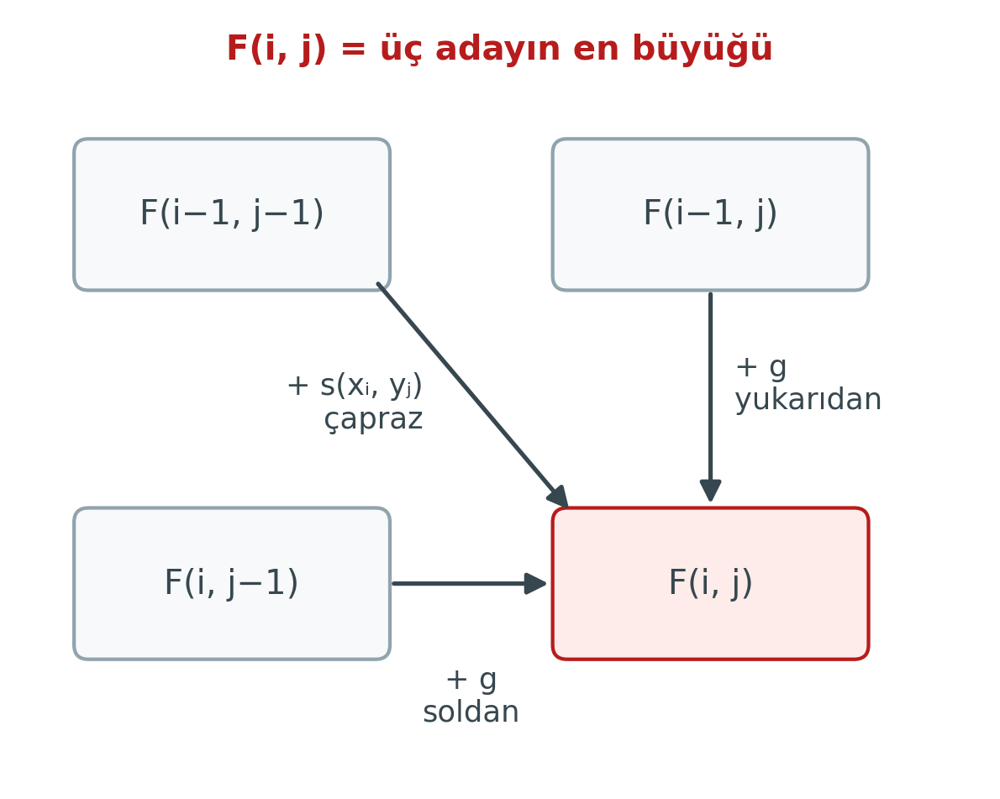 F(i, j) = üç adayın en büyüğü
F(i−1, j−1)
F(i−1, j)
+ s(xᵢ, yⱼ)
çapraz
+ g
yukarıdan
F(i, j−1)
F(i, j)
+ g
soldan